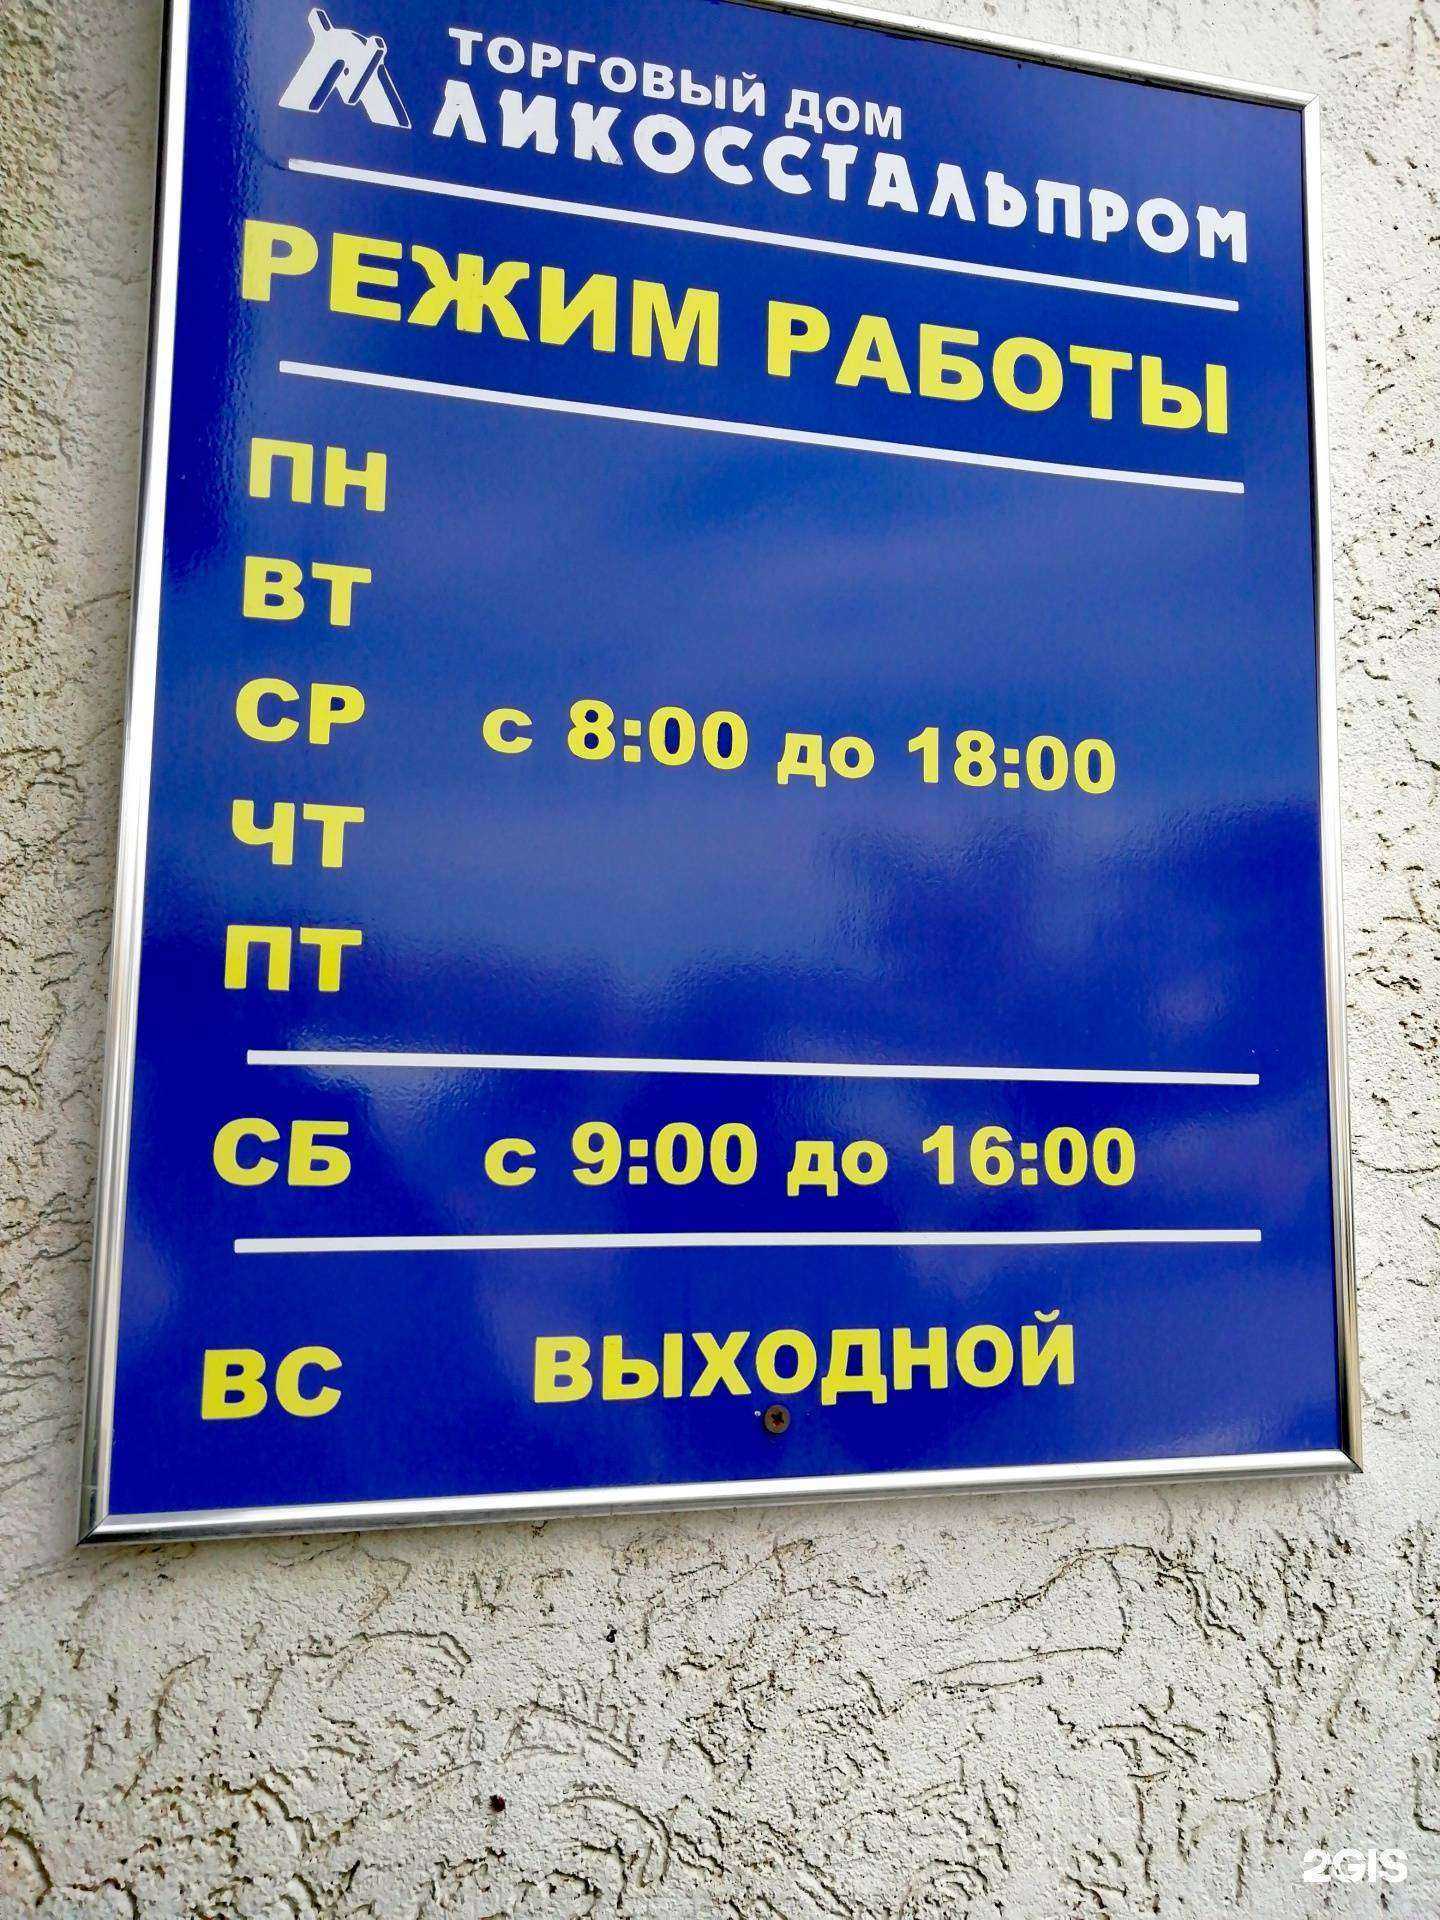 ТОРГОВЫЙ ДОМ
ЛИКОССТАЛЬПРОМ
РЕЖИМ РАБОТЫ
ПН
ВТ
СР с 8:00 до 18:00
ЧТ
ПТ
СБ с 9:00 до 16:00
ВС ВЫХОДНОЙ
2GIS